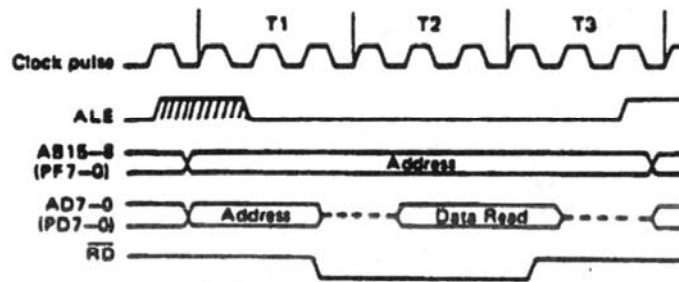 T1 T2 T3
Clock pulse
ALE
AB15–8
(PF7–0)
Address
AD7–0
(PD7–0)
Address
Data Read
RD